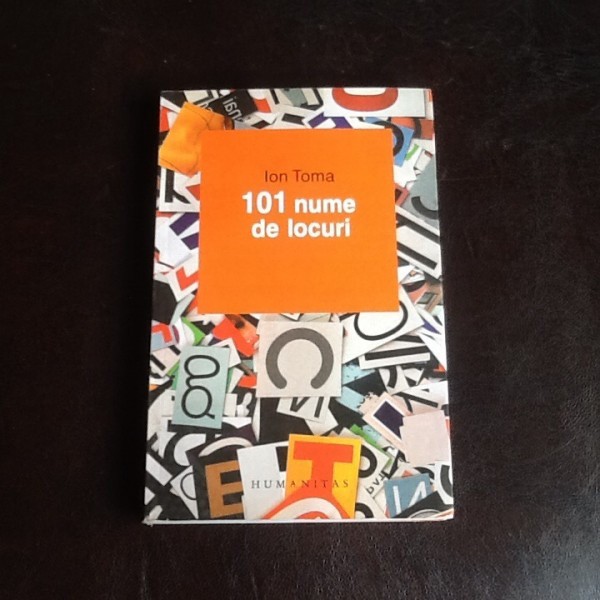 Ion Toma
101 nume
de locuri
g
C
E
T
HUMANITAS
N